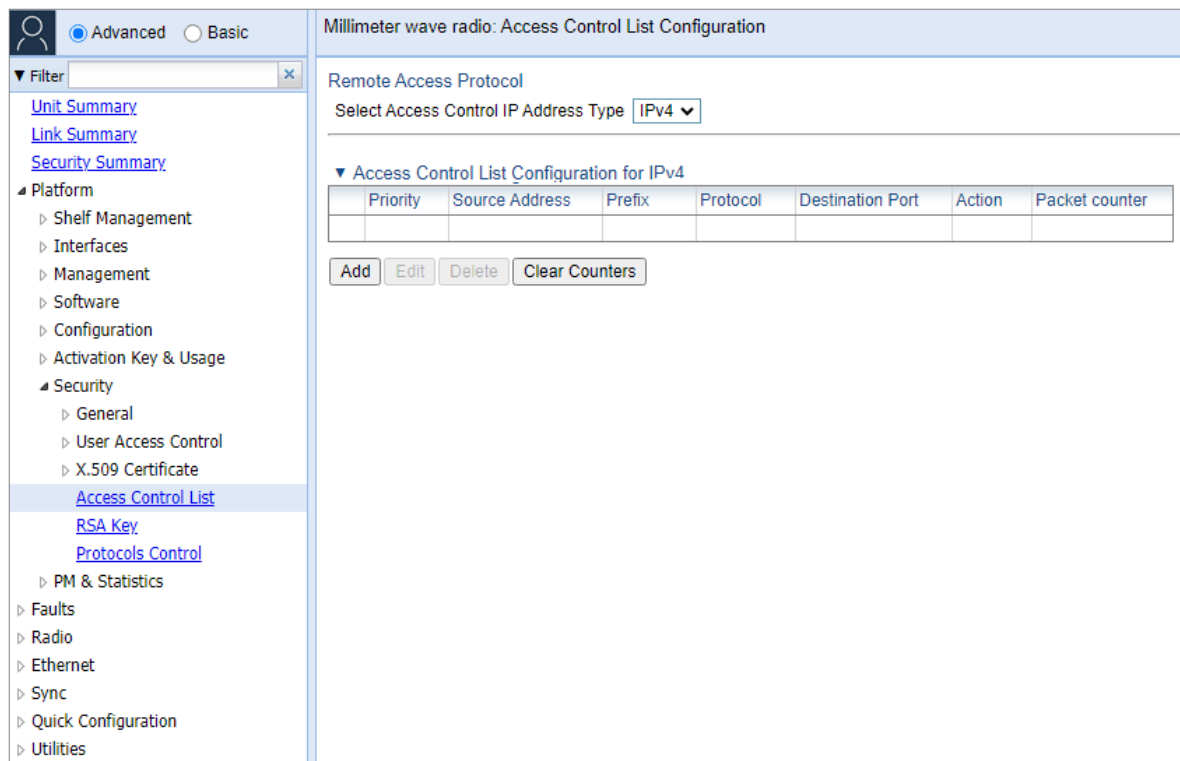 Advanced Basic
Millimeter wave radio: Access Control List Configuration
Filter
Unit Summary
Link Summary
Security Summary
Platform
Shelf Management
Interfaces
Management
Software
Configuration
Activation Key & Usage
Security
General
User Access Control
X.509 Certificate
Access Control List
RSA Key
Protocols Control
PM & Statistics
Faults
Radio
Ethernet
Sync
Quick Configuration
Utilities
Remote Access Protocol
Select Access Control IP Address Type IPv4
Access Control List Configuration for IPv4
Priority Source Address Prefix Protocol Destination Port Action Packet counter
Add Edit Delete Clear Counters